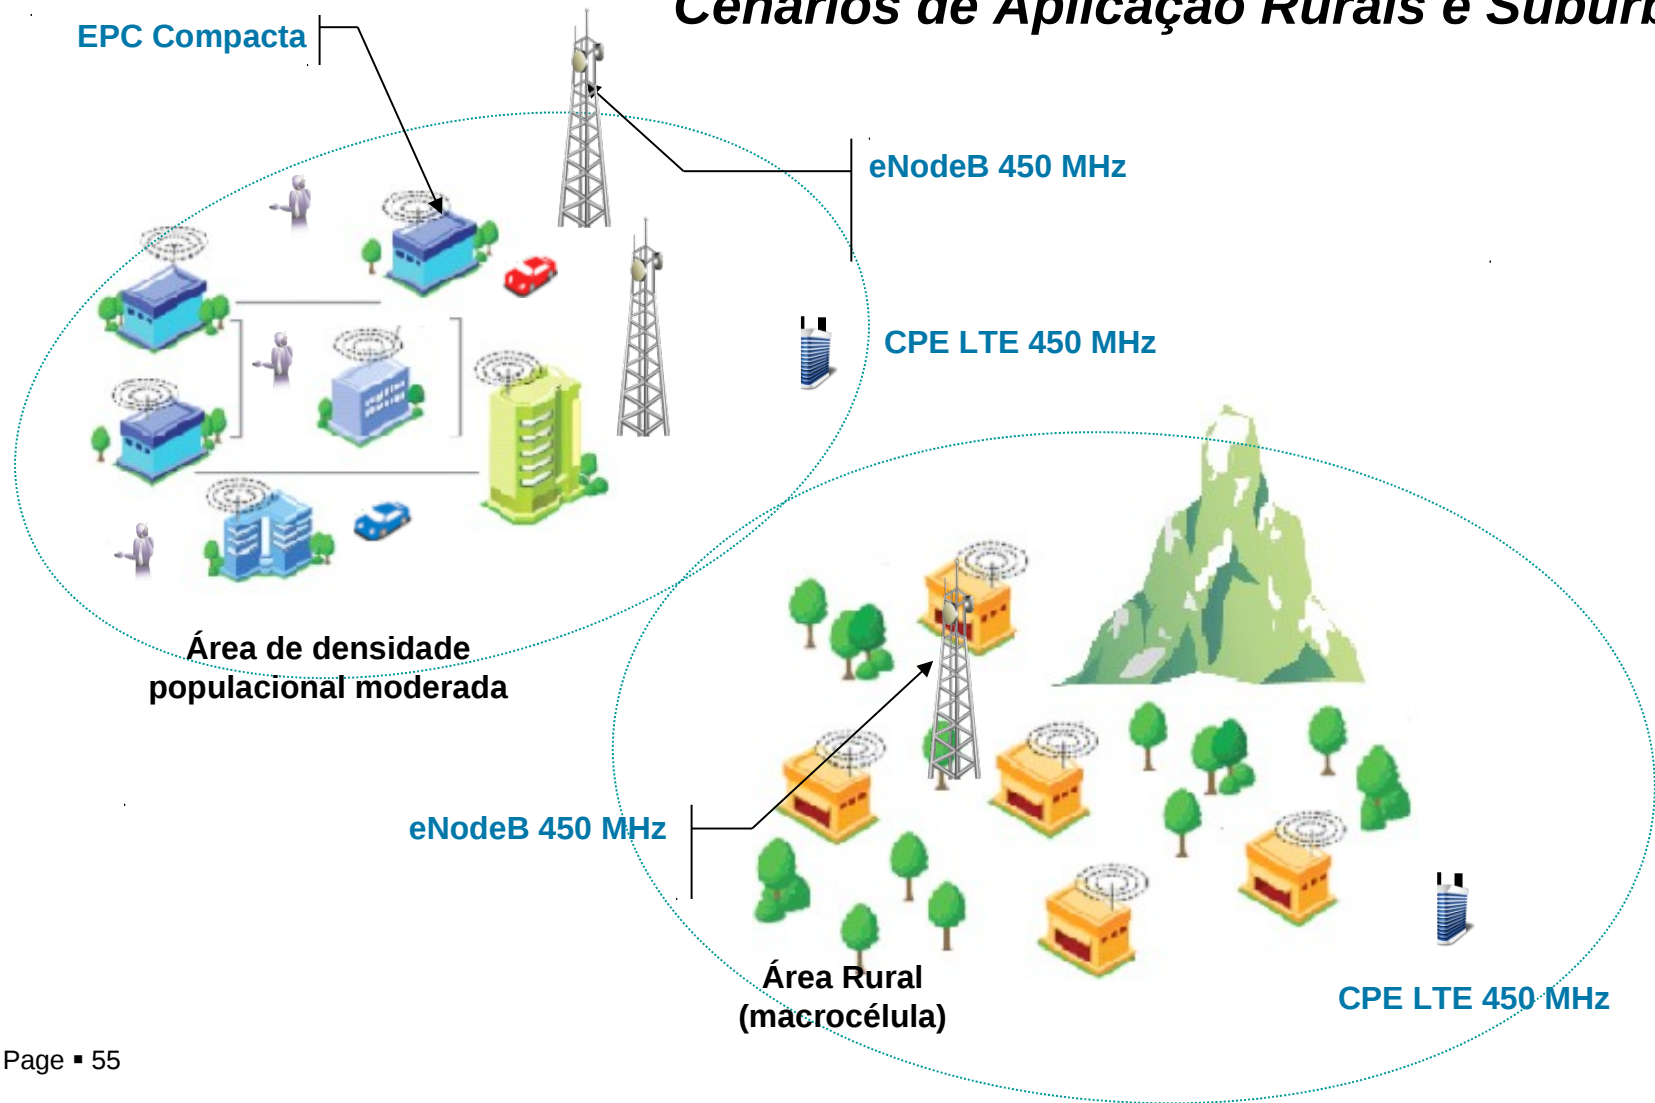 Cenários de Aplicação Rurais e
EPC Compacta
eNodeB 450 MHz
CPE LTE 450 MHz
Área de densidade
populacional moderada
eNodeB 450 MHz
Área Rural
(macrocélula)
CPE LTE 450 MHz
Page ▪ 55